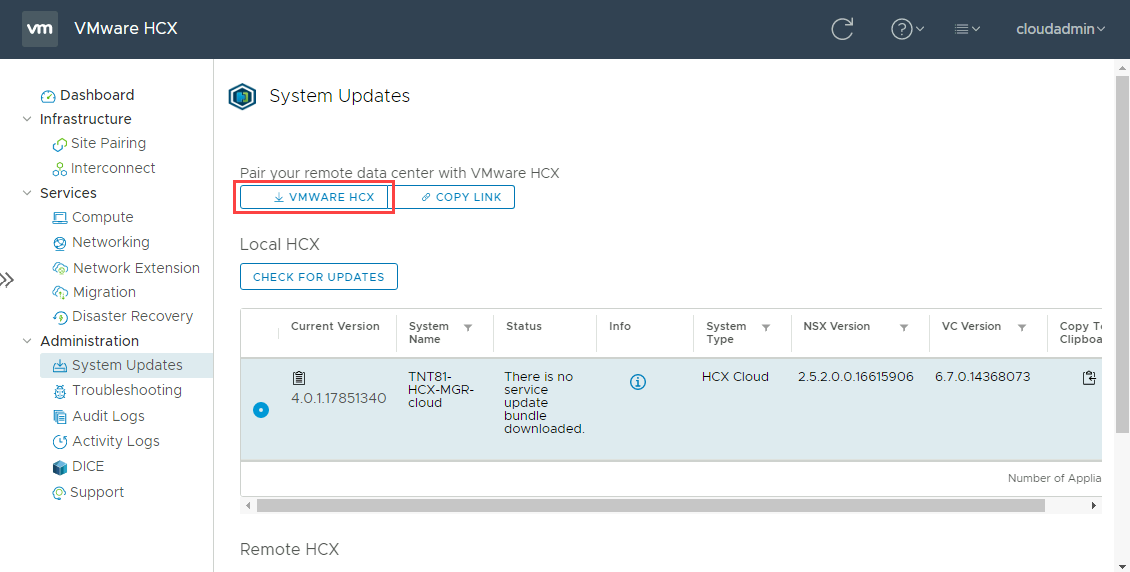 vm VMware HCX cloudadmin
Dashboard
Infrastructure
Site Pairing
Interconnect
Services
Compute
Networking
Network Extension
Migration
Disaster Recovery
Administration
System Updates
Troubleshooting
Audit Logs
Activity Logs
DICE
Support
System Updates
Pair your remote data center with VMware HCX
VMWARE HCX COPY LINK
Local HCX
CHECK FOR UPDATES
Current Version
System
Name
Status
Info
System
Type
NSX Version
VC Version
Copy T
Clipboa
4.0.1.17851340
TNT81-
HCX-MGR-
cloud
There is no
service
update
bundle
downloaded.
HCX Cloud
2.5.2.0.0.16615906
6.7.0.14368073
Number of Applia
Remote HCX